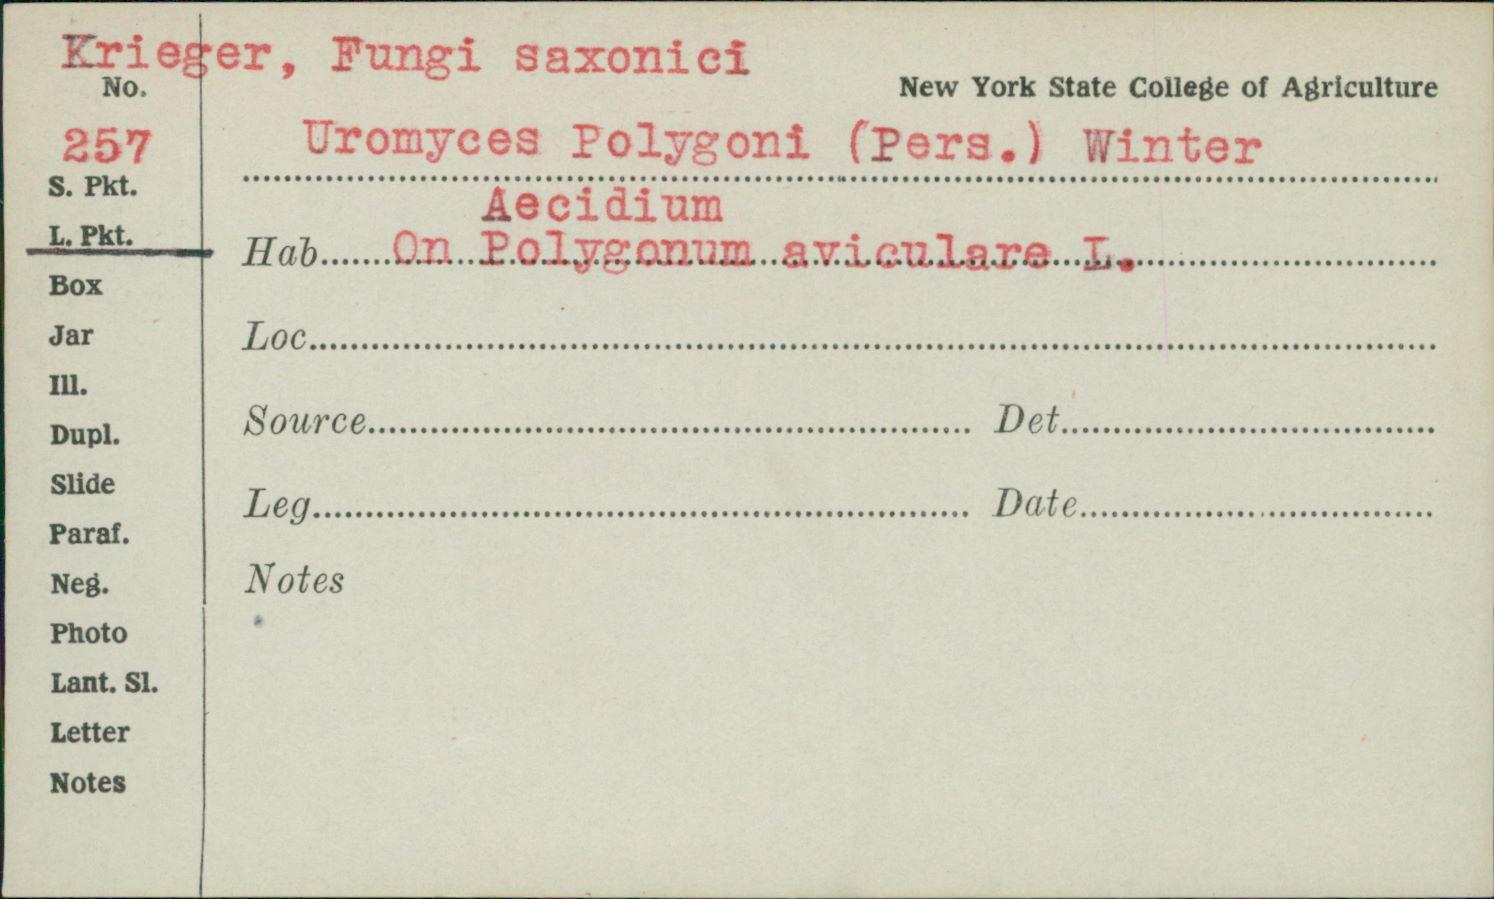 Krieger, Fungi saxonici
No.
New York State College of Agriculture
257
Uromyces Polygoni (Pers.) Winter
S. Pkt.
Aecidium
L. Pkt.
Hab. On Polygonum aviculare L.
Box
Jar
Loc.
Ill.
Source
Det.
Dupl.
Slide
Leg.
Date
Paraf.
Neg.
Notes
Photo
Lant. Sl.
Letter
Notes